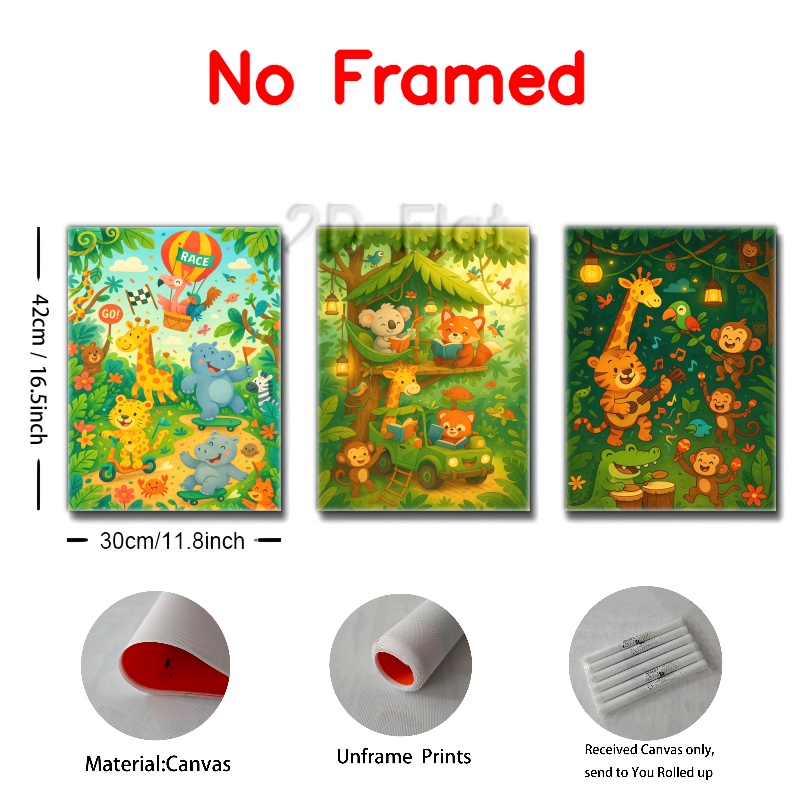 No Framed
2D Flat
RACE
GO!
42cm / 16.5inch
30cm/11.8inch
Material:Canvas
Unframe Prints
Received Canvas only,
send to You Rolled up